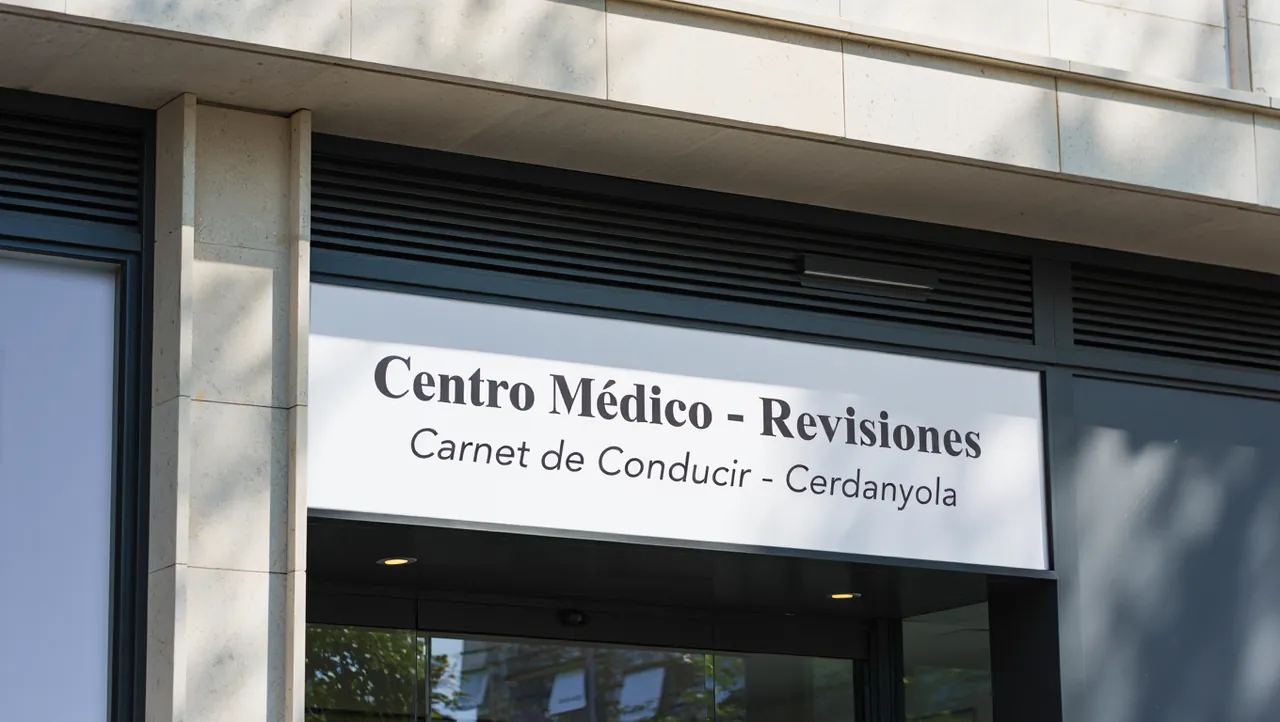 Centro Médico - Revisiones
Carnet de Conducir - Cerdanyola